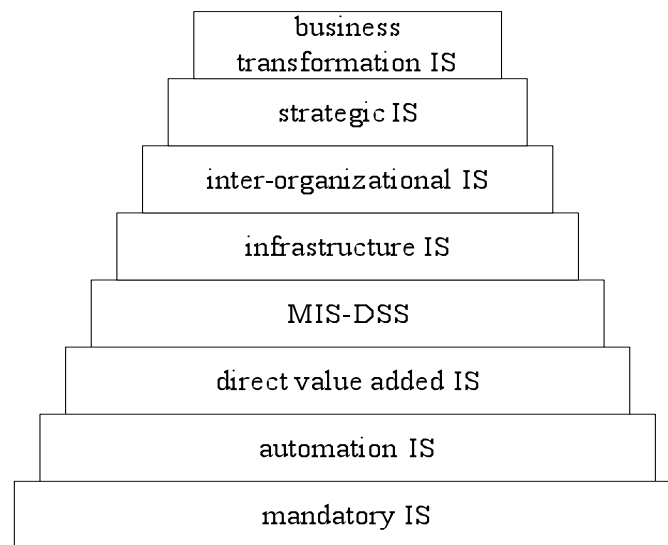 business
transformation IS
strategic IS
inter-organizational IS
infrastructure IS
MIS-DSS
direct value added IS
automation IS
mandatory IS